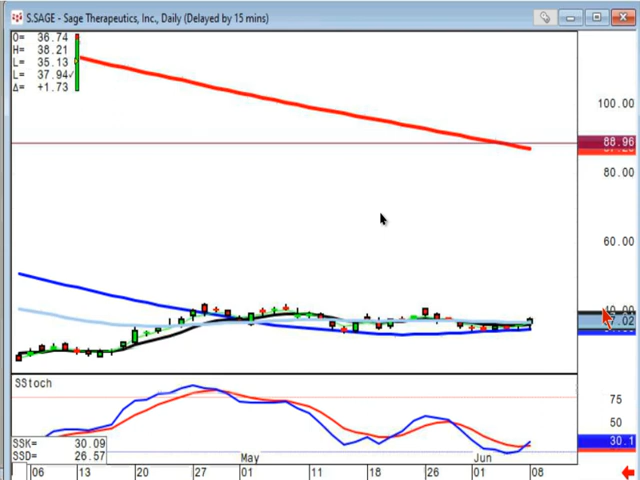 S.SAGE - Sage Therapeutics, Inc., Daily (Delayed by 15 mins)
O= 36.74
H= 38.21
L= 35.13
L= 37.94✓
Δ= +1.73
100.00
88.96
80.00
60.00
SStoch
75
50
30.1
SSK= 30.09
SSD= 26.57
May
Jun
06 13 20 27 01 11 18 26 01 08